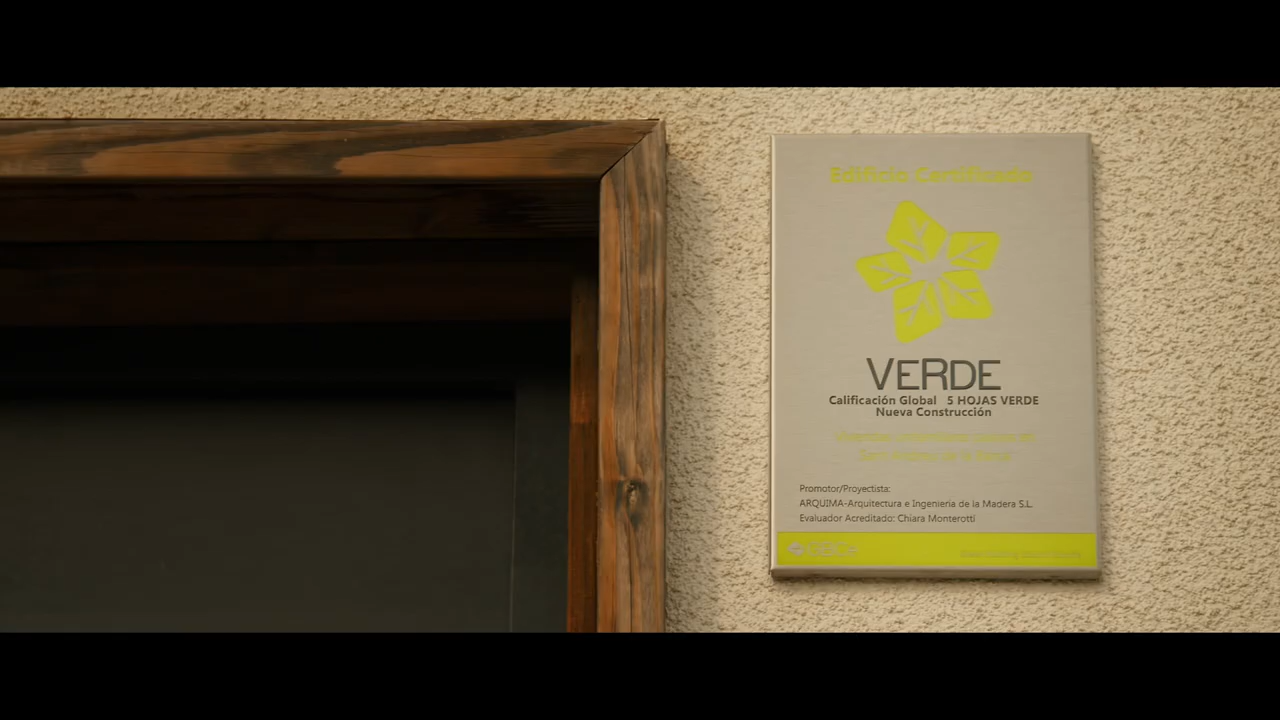 Edificio Certificado
VERDE
Calificación Global 5 HOJAS VERDE
Nueva Construcción
Promotor/Proyectista:
ARQUIMA-Arquitectura e Ingeniería de la Madera S.L.
Evaluador Acreditado: Chiara Monterotti
GBCe